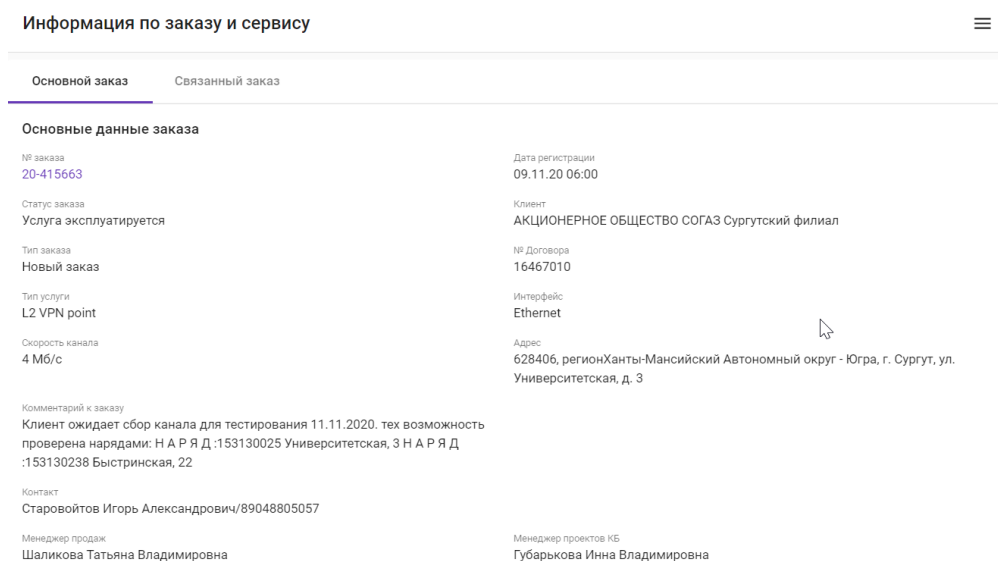 Информация по заказу и сервису
Основной заказ
Связанный заказ
Основные данные заказа
№ заказа
20-415663
Дата регистрации
09.11.20 06:00
Статус заказа
Услуга эксплуатируется
Клиент
АКЦИОНЕРНОЕ ОБЩЕСТВО СОГАЗ Сургутский филиал
Тип заказа
Новый заказ
№ Договора
16467010
Тип услуги
L2 VPN point
Интерфейс
Ethernet
Скорость канала
4 Мб/с
Адрес
628406, регионХанты-Мансийский Автономный округ - Югра, г. Сургут, ул.
Университетская, д. 3
Комментарий к заказу
Клиент ожидает сбор канала для тестирования 11.11.2020. тех возможность
проверена нарядами: Н А Р Я Д :153130025 Университетская, 3 Н А Р Я Д
:153130238 Быстринская, 22
Контакт
Старовойтов Игорь Александрович/89048805057
Менеджер продаж
Шаликова Татьяна Владимировна
Менеджер проектов КБ
Губарькова Инна Владимировна